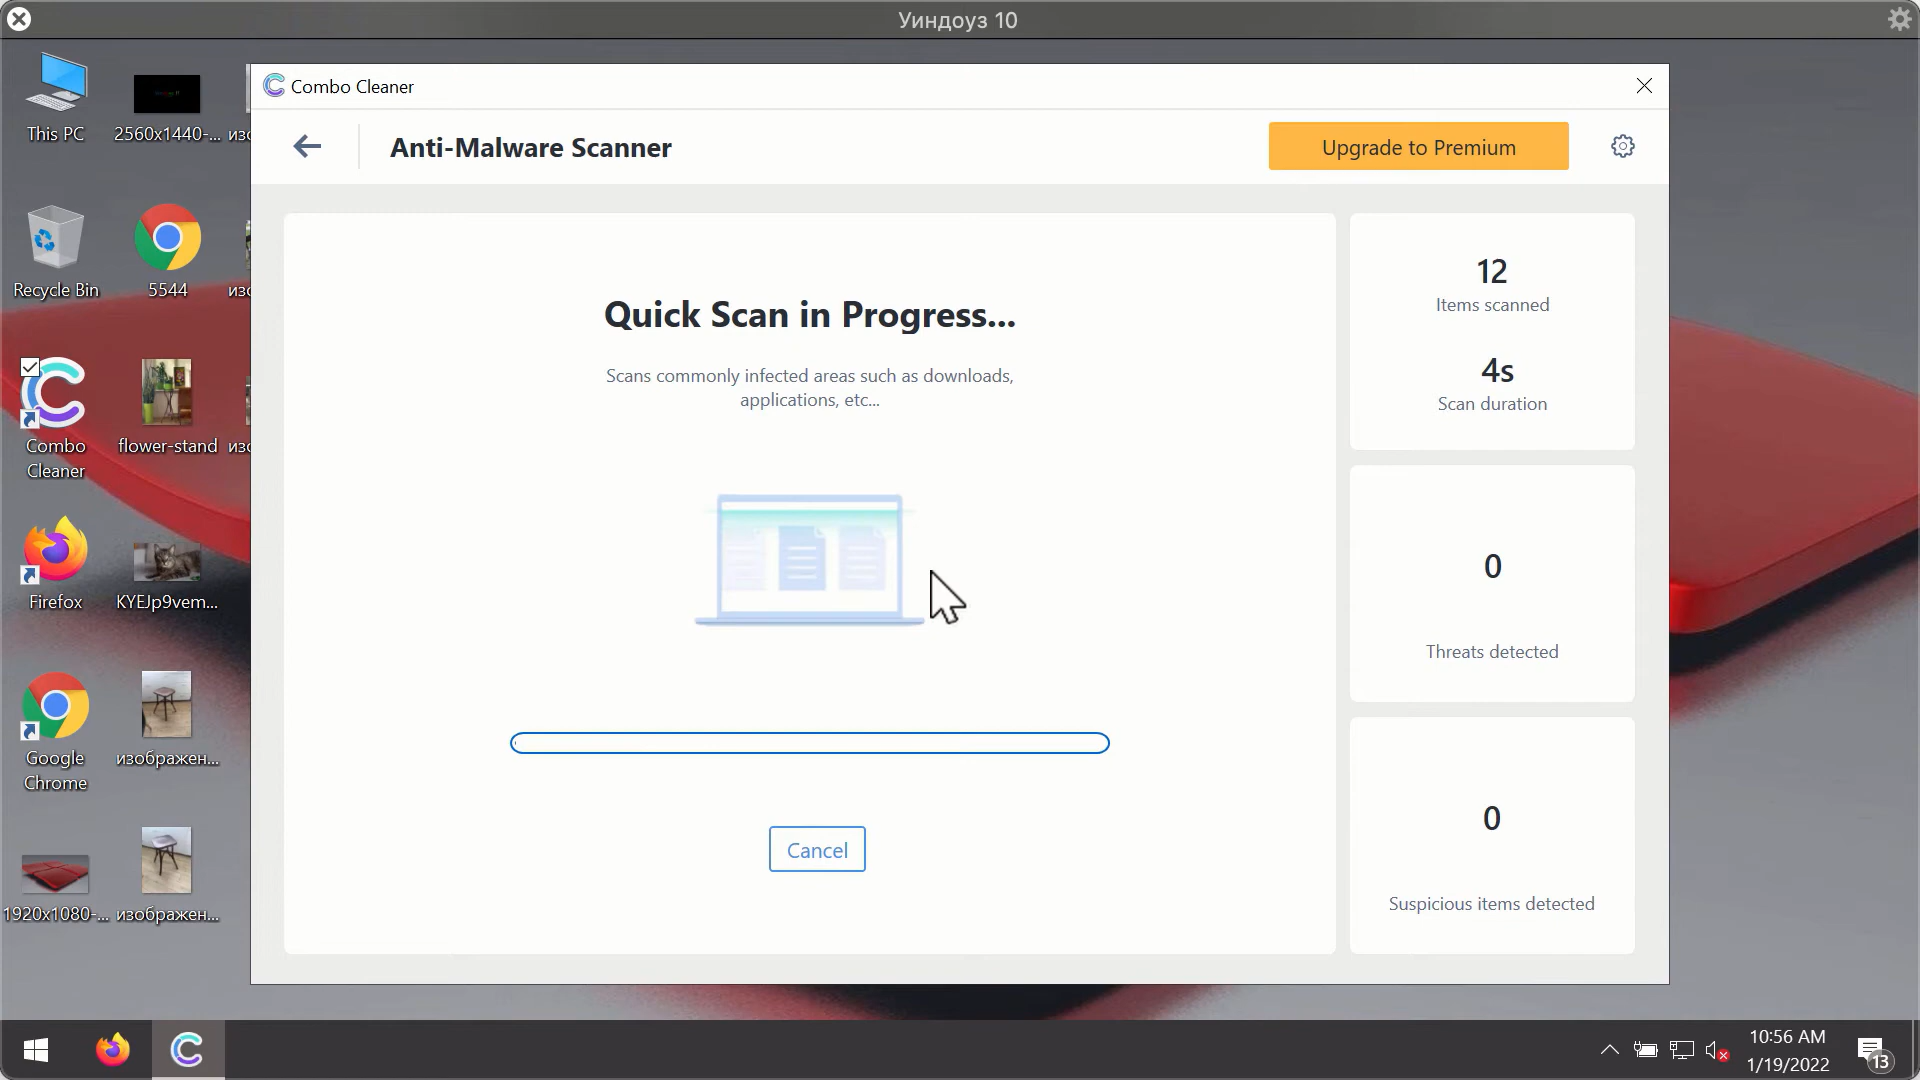 Уиндоуз 10
This PC
2560x1440-...
Recycle Bin
5544
Combo
Cleaner
flower-stand
Firefox
KYEJp9vem...
Google
Chrome
изображен...
1920x1080-...
изображен...
изо
изо
изо
Combo Cleaner
Anti-Malware Scanner
Upgrade to Premium
Quick Scan in Progress...
Scans commonly infected areas such as downloads,
applications, etc...
Cancel
12
Items scanned
4s
Scan duration
0
Threats detected
0
Suspicious items detected
10:56 AM
1/19/2022
13